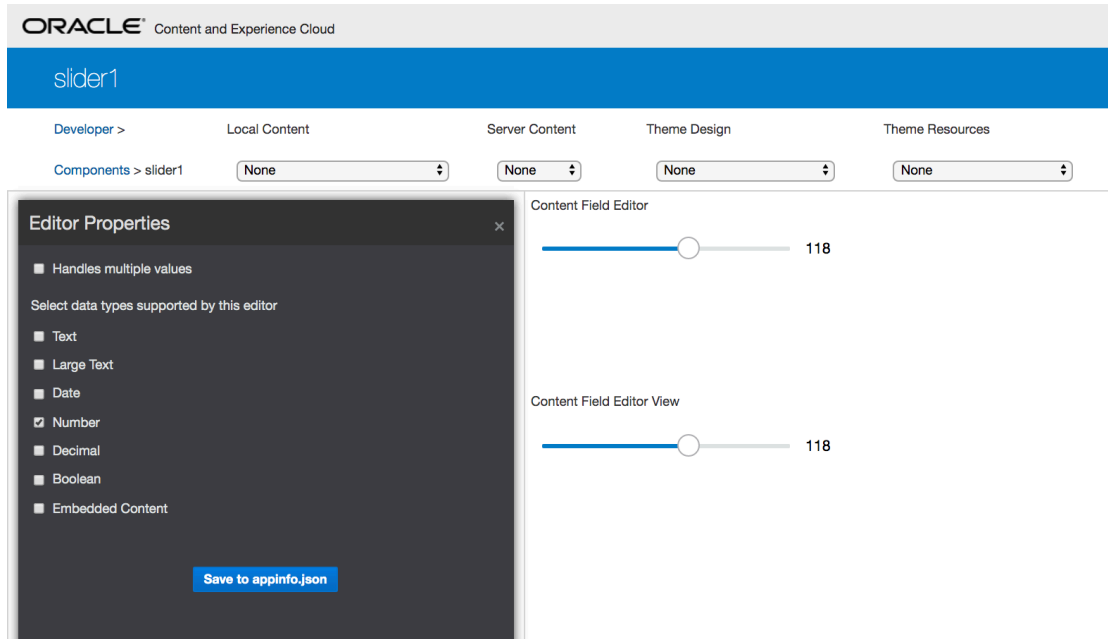 ORACLE® Content and Experience Cloud
slider1
Developer > Local Content Server Content Theme Design Theme Resources
Components > slider1 None None None None
Editor Properties ×
Handles multiple values
Select data types supported by this editor
Text
Large Text
Date
Number
Decimal
Boolean
Embedded Content
Save to appinfo.json
Content Field Editor
118
Content Field Editor View
118